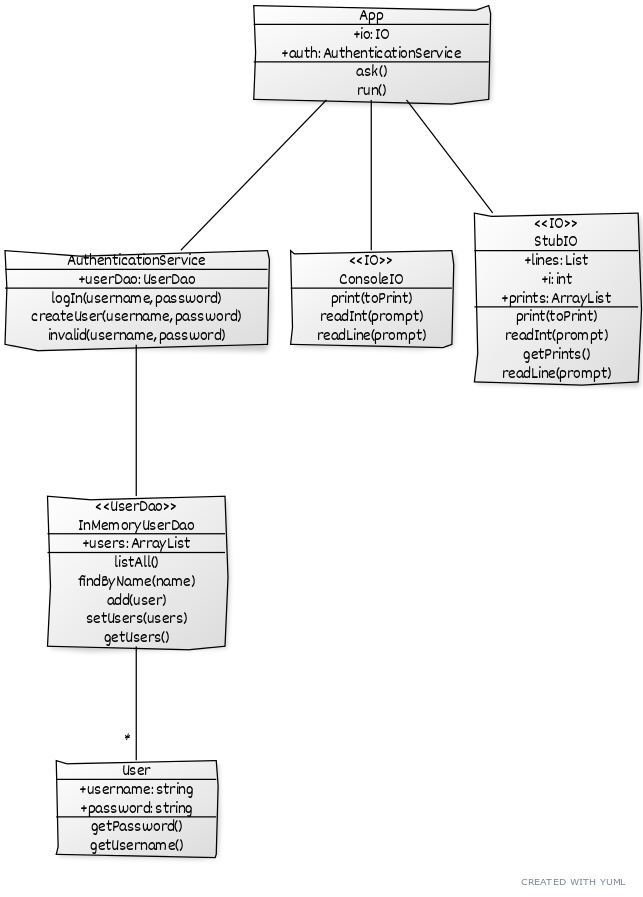 App
+io: IO
+auth: AuthenticationService
ask()
run()
AuthenticationService
+userDao: UserDao
logIn(username, password)
createUser(username, password)
invalid(username, password)
<<IO>>
ConsoleIO
print(toPrint)
readInt(prompt)
readLine(prompt)
<<IO>>
StubIO
+lines: List
+i: int
+prints: ArrayList
print(toPrint)
readInt(prompt)
getPrints()
readLine(prompt)
<<UserDao>>
InMemoryUserDao
+users: ArrayList
listAll()
findByName(name)
add(user)
setUsers(users)
getUsers()
*
User
+username: string
+password: string
getPassword()
getUsername()
CREATED WITH YUML